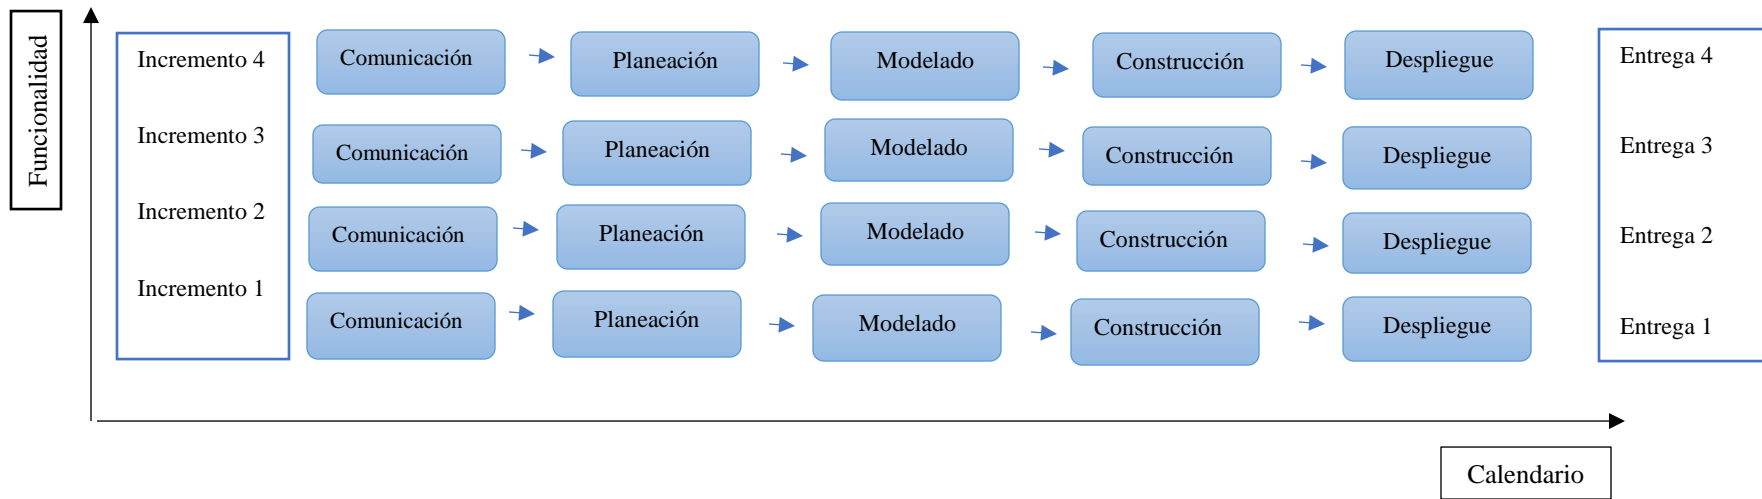 Funcionalidad
Incremento 4
Comunicación
Planeación
Modelado
Construcción
Despliegue
Entrega 4
Incremento 3
Comunicación
Planeación
Modelado
Construcción
Despliegue
Entrega 3
Incremento 2
Comunicación
Planeación
Modelado
Construcción
Despliegue
Entrega 2
Incremento 1
Comunicación
Planeación
Modelado
Construcción
Despliegue
Entrega 1
Calendario